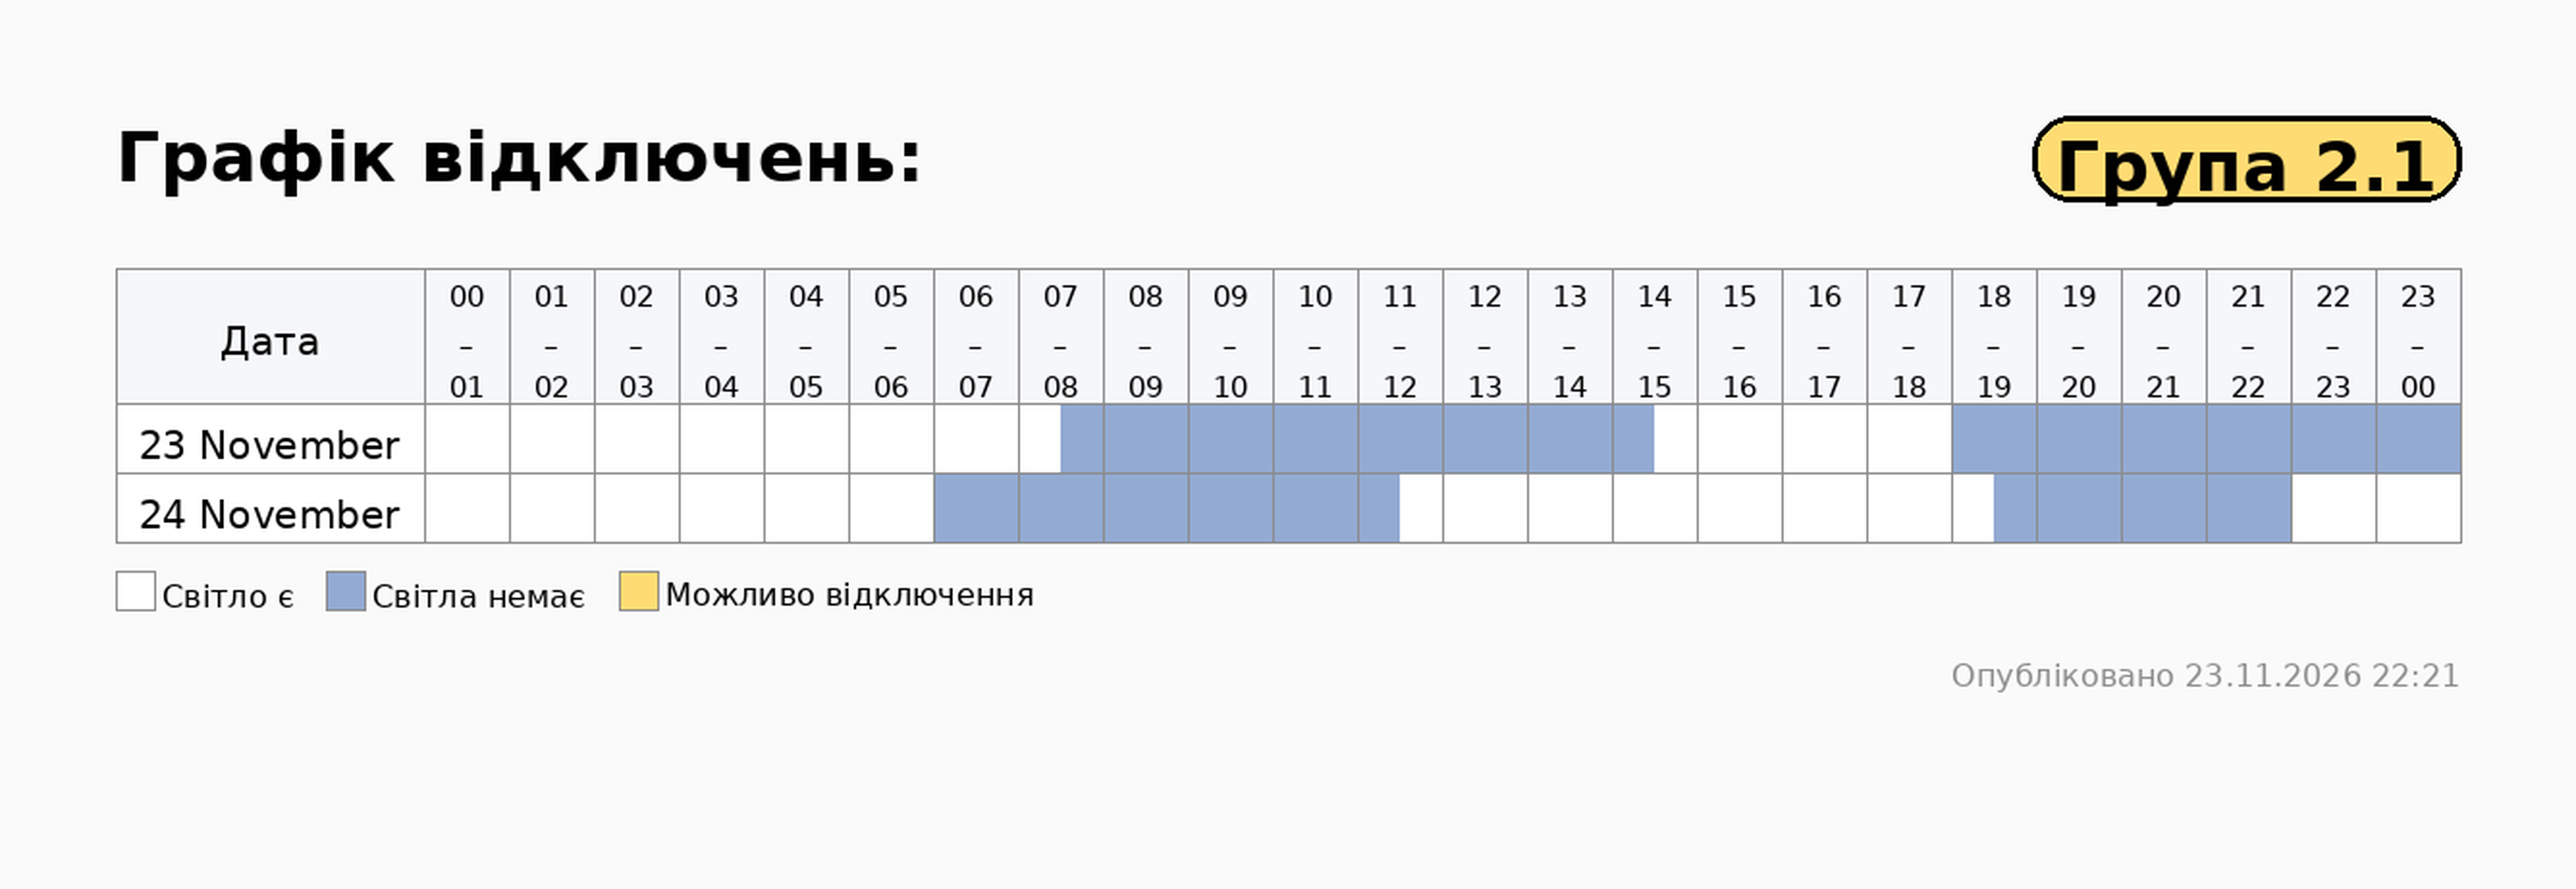 Графік відключень:
Група 2.1
Дата 00 – 01 01 – 02 02 – 03 03 – 04 04 – 05 05 – 06 06 – 07 07 – 08 08 – 09 09 – 10 10 – 11 11 – 12 12 – 13 13 – 14 14 – 15 15 – 16 16 – 17 17 – 18 18 – 19 19 – 20 20 – 21 21 – 22 22 – 23 23 – 00
23 November
24 November
Світло є Світла немає Можливо відключення
Опубліковано 23.11.2026 22:21